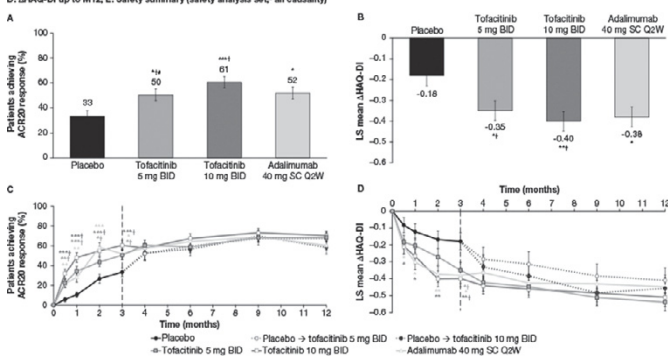 D. ΔHAQ-DI up to M12, E. Safety summary (safety analysis set, all causality)
A
Patients achieving
ACR20 response (%)
100
80
60
40
20
0
33
50
61
52
Placebo
Tofacitinib
5 mg BID
Tofacitinib
10 mg BID
Adalimumab
40 mg SC Q2W
B
Placebo
Tofacitinib
5 mg BID
Tofacitinib
10 mg BID
Adalimumab
40 mg SC Q2W
LS mean ΔHAQ-DI
0
−0.1
−0.2
−0.3
−0.4
−0.5
−0.6
-0.18
-0.35
-0.40
-0.38
C
Patients achieving
ACR20 response (%)
100
80
60
40
20
0
0 1 2 3 4 5 6 7 8 9 10 11 12
Time (months)
D
Time (months)
0 1 2 3 4 5 6 7 8 9 10 11 12
LS mean ΔHAQ-DI
0
−0.1
−0.2
−0.3
−0.4
−0.5
−0.6
Placebo
Placebo → tofacitinib 5 mg BID
Placebo → tofacitinib 10 mg BID
Tofacitinib 5 mg BID
Tofacitinib 10 mg BID
Adalimumab 40 mg SC Q2W